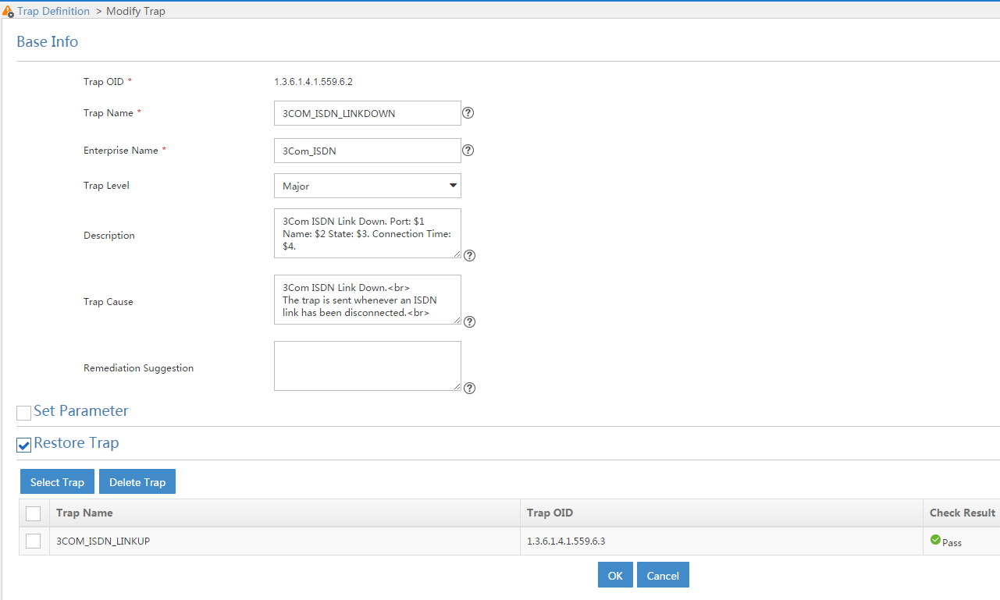 Trap Definition > Modify Trap
Base Info
Trap OID *
1.3.6.1.4.1.559.6.2
Trap Name *
3COM_ISDN_LINKDOWN
Enterprise Name *
3Com_ISDN
Trap Level
Major
Description
3Com ISDN Link Down. Port: $1
Name: $2 State: $3. Connection Time:
$4.
Trap Cause
3Com ISDN Link Down.<br>
The trap is sent whenever an ISDN
link has been disconnected.<br>
Remediation Suggestion
Set Parameter
Restore Trap
Select Trap
Delete Trap
Trap Name
Trap OID
Check Result
3COM_ISDN_LINKUP
1.3.6.1.4.1.559.6.3
Pass
OK
Cancel